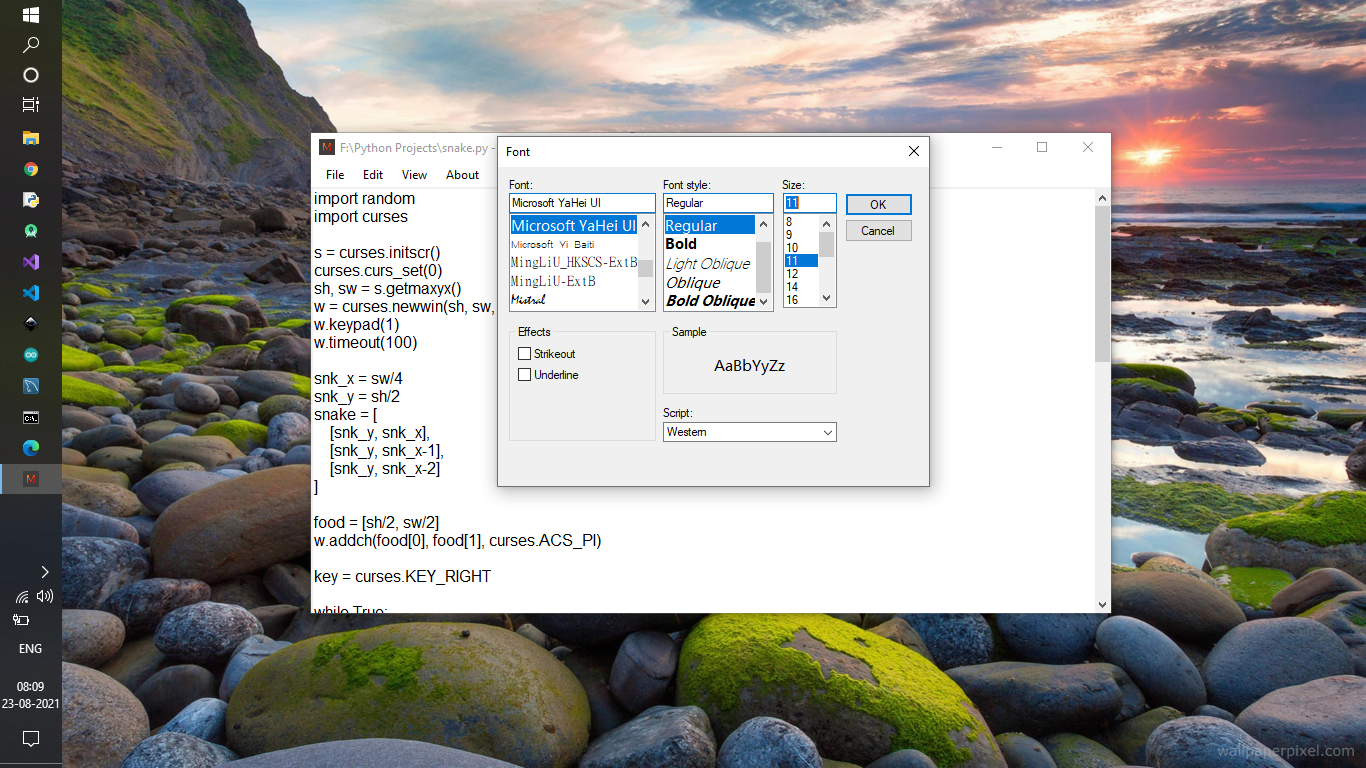 F:\Python Projects\snake.py -
File Edit View About
import random
import curses
s = curses.initscr()
curses.curs_set(0)
sh, sw = s.getmaxyx()
w = curses.newwin(sh, sw,
w.keypad(1)
w.timeout(100)
snk_x = sw/4
snk_y = sh/2
snake = [
[snk_y, snk_x],
[snk_y, snk_x-1],
[snk_y, snk_x-2]
]
food = [sh/2, sw/2]
w.addch(food[0], food[1], curses.ACS_PI)
key = curses.KEY_RIGHT
while True:
Font
Font:
Microsoft YaHei UI
Microsoft YaHei UI
Microsoft Yi Baiti
MingLiU_HKSCS-ExtB
MingLiU-ExtB
Mistral
Font style:
Regular
Regular
Bold
Light Oblique
Oblique
Bold Oblique
Size:
11
8
9
10
11
12
14
16
OK
Cancel
Effects
Strikeout
Underline
Sample
AaBbYyZz
Script:
Western
ENG
08:09
23-08-2021
wallpaperpixel.com